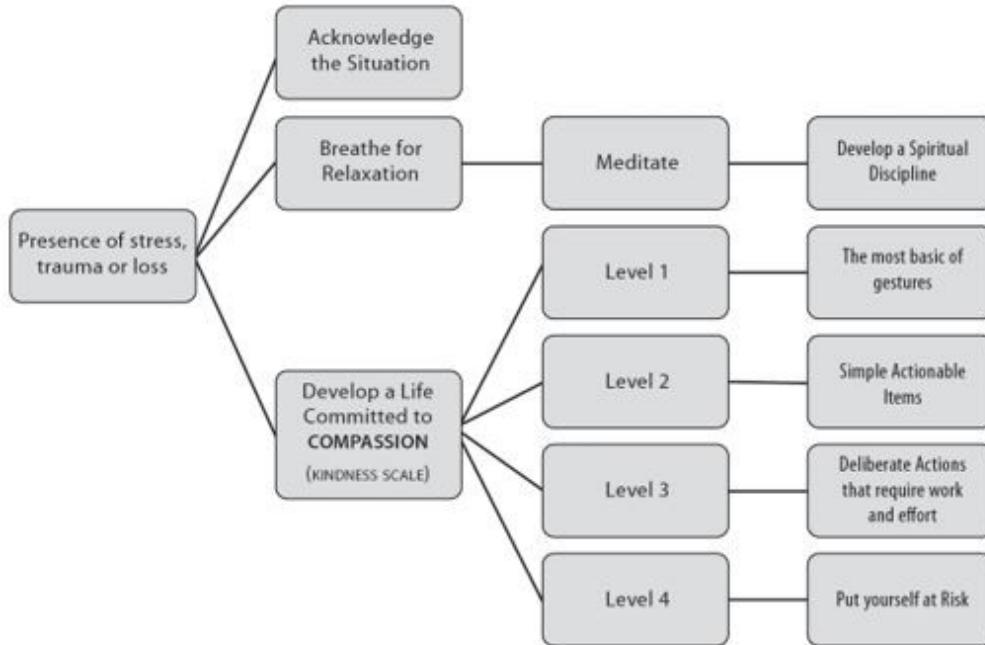 Acknowledge
the Situation
Breathe for
Relaxation
Meditate
Develop a Spiritual
Discipline
Presence of stress,
trauma or loss
Level 1
The most basic of
gestures
Develop a Life
Committed to
COMPASSION
(KINDNESS SCALE)
Level 2
Simple Actionable
Items
Level 3
Deliberate Actions
that require work
and effort
Level 4
Put yourself at Risk